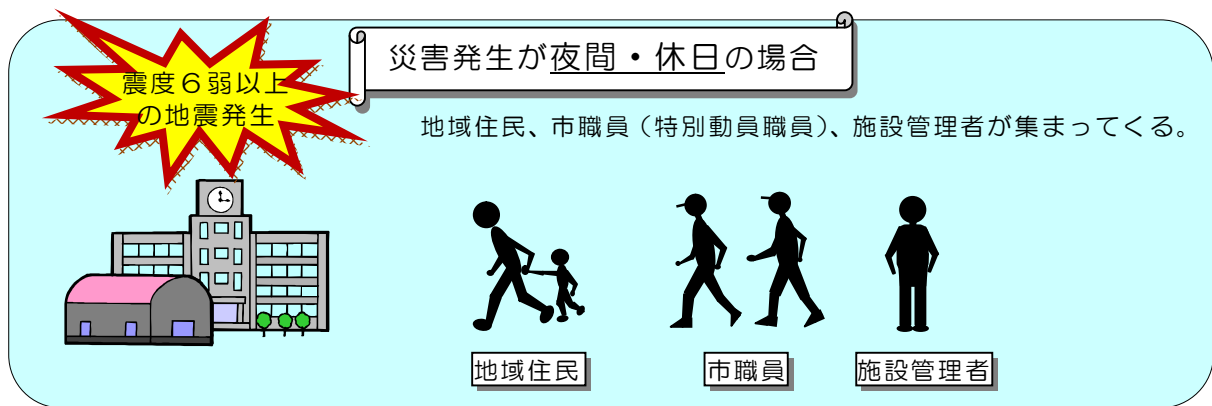 災害発生が夜間・休日の場合
震度６弱以上
の地震発生
地域住民、市職員（特別動員職員）、施設管理者が集まってくる。
地域住民
市職員
施設管理者